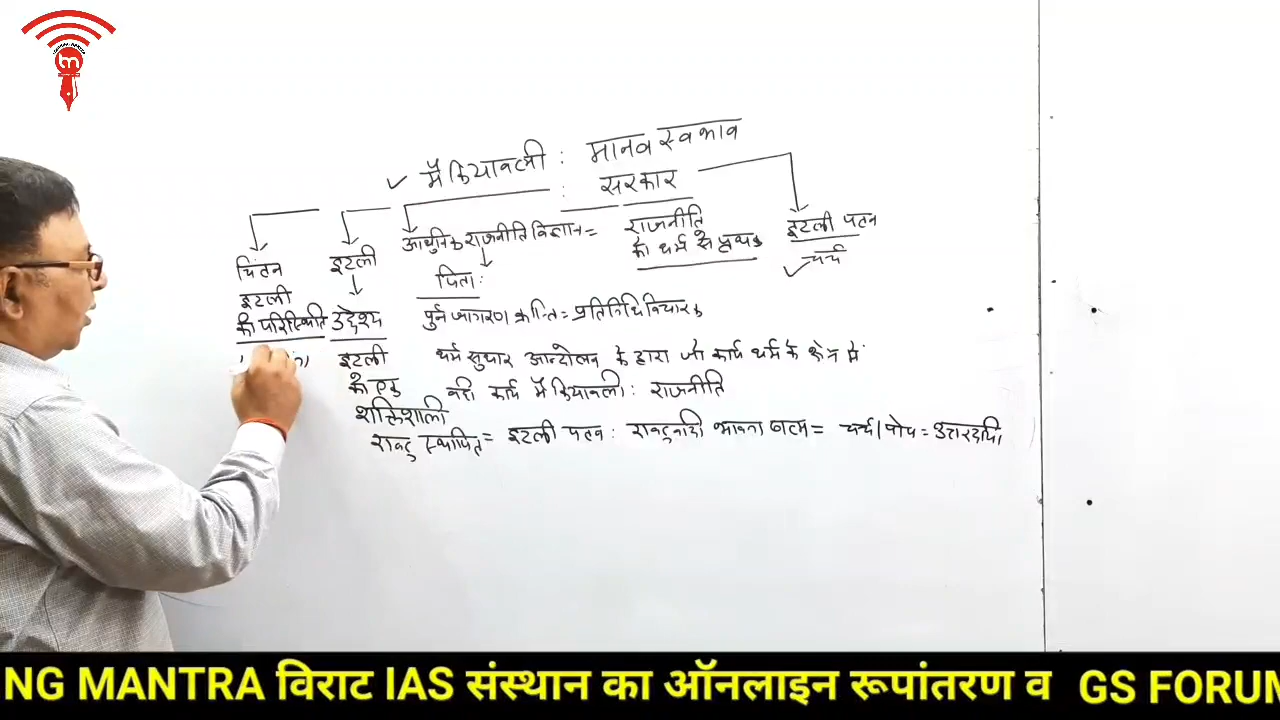 ✓ मैकियावली : मानव स्वभाव
: सरकार
चिंतन
इटली
की परिस्थिति
इटली
उद्देश्य
इटली
को एक
शक्तिशाली
राष्ट्र स्थापित = इटली पतन : राष्ट्रवादी भावना खत्म = चर्च/पोप = उत्तरदायी
आधुनिक राजनीति विज्ञान =
पिता :
राजनीति
को धर्म से पृथक
इटली पतन
✓ चर्च
पुर्न जागरण क्रान्ति = प्रतिनिधि विचारक
धर्म सुधार आन्दोलन के द्वारा जो कार्य धर्म के क्षेत्र में
वही कार्य मैकियावली : राजनीति
NG MANTRA विराट IAS संस्थान का ऑनलाइन रूपांतरण व GS FORUM